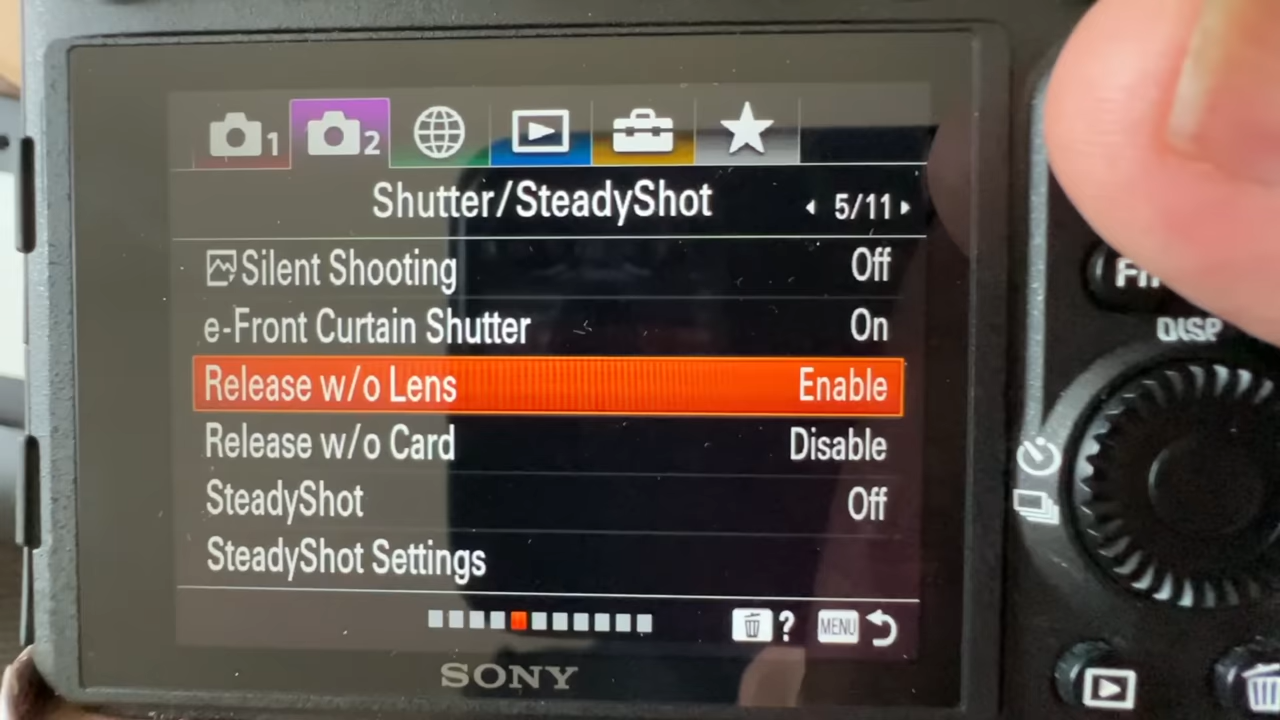 1 2
Shutter/SteadyShot 5/11
Silent Shooting Off
e-Front Curtain Shutter On
Release w/o Lens Enable
Release w/o Card Disable
SteadyShot Off
SteadyShot Settings
? MENU
SONY
DISP